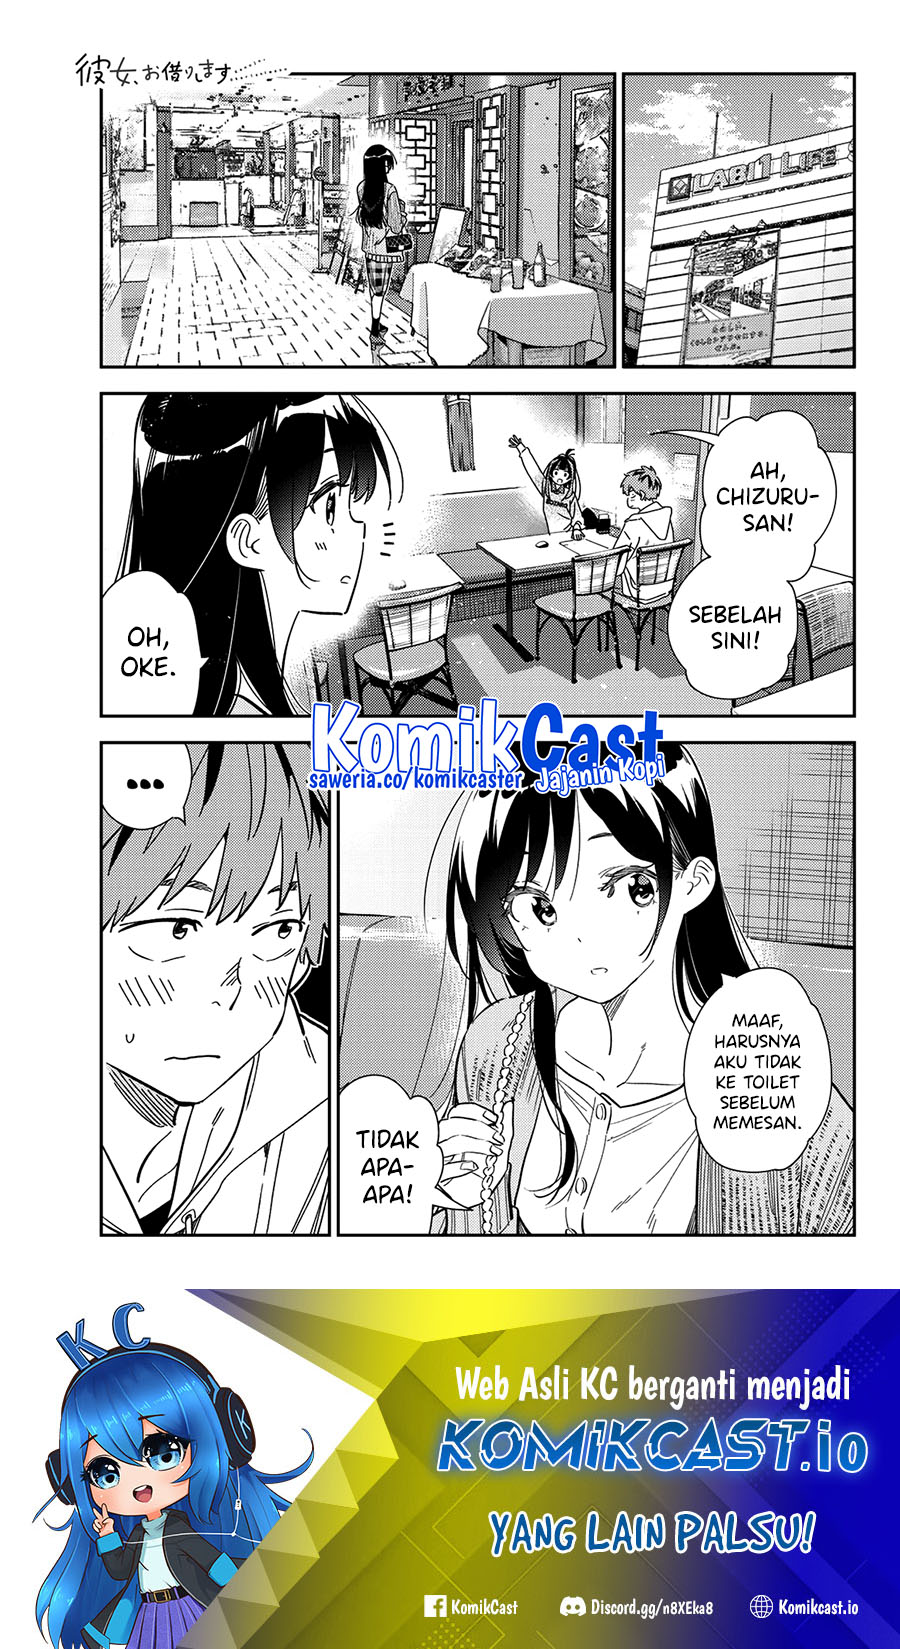 彼女、お借りします
LABI1 LIFE S
AH,
CHIZURU-
SAN!
SEBELAH
SINI!
OH,
OKE.
KomikCast
saweria.co/komikcaster Jajanin Kopi
...
MAAF,
HARUSNYA
AKU TIDAK
KE TOILET
SEBELUM
MEMESAN.
TIDAK
APA-
APA!
KC
K
Web Asli KC berganti menjadi
KOMIKCAST.io
YANG LAIN PALSU!
KomikCast Discord.gg/n8XEka8 Komikcast.io